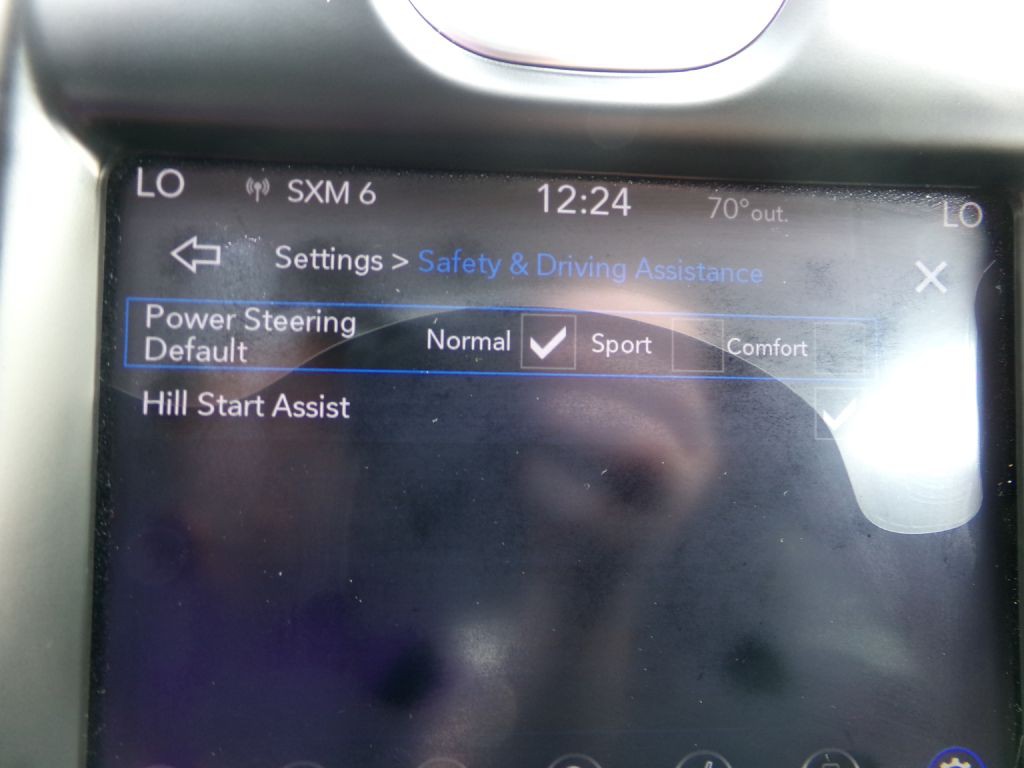 LO SXM 6 12:24 70° out. LO
Settings > Safety & Driving Assistance
Power Steering
Default
Normal Sport Comfort
Hill Start Assist